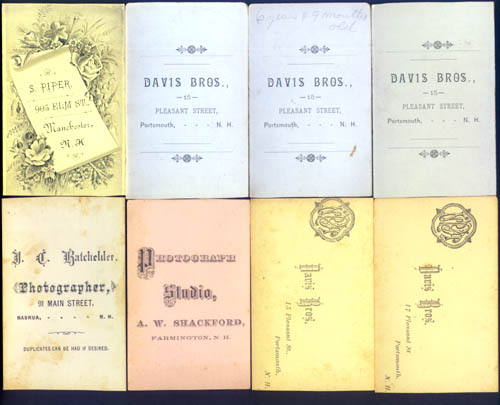 S. PIPER,
905 ELM ST.,
Manchester,
N. H.
DAVIS BROS.,
—15—
PLEASANT STREET,
Portsmouth, - - - N. H.
6 years & 9 months
old
DAVIS BROS.,
—15—
PLEASANT STREET,
Portsmouth, - - - N. H.
DAVIS BROS.,
—15—
PLEASANT STREET,
Portsmouth, - - - N. H.
Batchelder,
Photographer,
91 MAIN STREET.
NASHUA, - - - - N. H.
DUPLICATES CAN BE HAD IF DESIRED.
PHOTOGRAPH
Studio,
A. W. SHACKFORD,
FARMINGTON, N. H.
Davis Bros.
15 Pleasant St.,
Portsmouth,
N. H.
Davis Bros.
17 Pleasant St.
Portsmouth,
N. H.